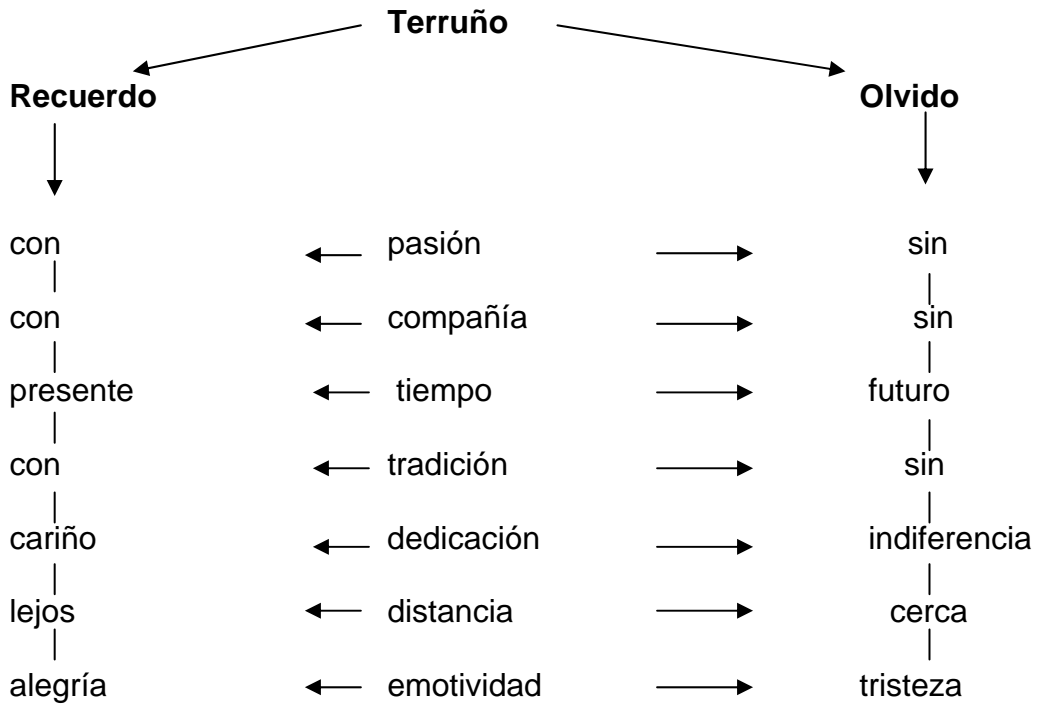 Terruño
Recuerdo Olvido
con pasión sin
con compañía sin
presente tiempo futuro
con tradición sin
cariño dedicación indiferencia
lejos distancia cerca
alegría emotividad tristeza